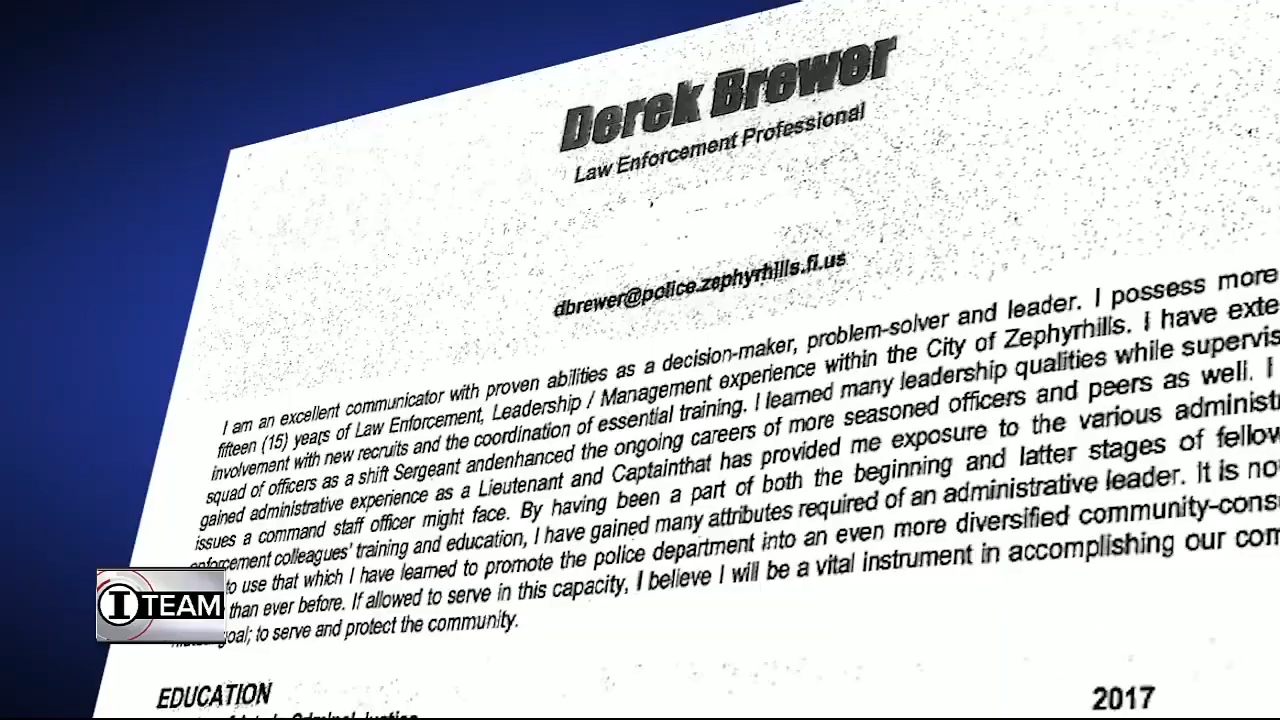 Derek Brewer
Law Enforcement Professional
dbrewer@police.zephyrhills.fl.us
I am an excellent communicator with proven abilities as a decision-maker, problem-solver and leader. I possess more
fifteen (15) years of Law Enforcement, Leadership / Management experience within the City of Zephyrhills. I have exte
involvement with new recruits and the coordination of essential training. I learned many leadership qualities while supervis
squad of officers as a shift Sergeant andenhanced the ongoing careers of more seasoned officers and peers as well. I
gained administrative experience as a Lieutenant and Captainthat has provided me exposure to the various administr
issues a command staff officer might face. By having been a part of both the beginning and latter stages of fellow
enforcement colleagues' training and education, I have gained many attributes required of an administrative leader. It is no
to use that which I have learned to promote the police department into an even more diversified community-cons
than ever before. If allowed to serve in this capacity, I believe I will be a vital instrument in accomplishing our com
goal; to serve and protect the community.
EDUCATION
2017
Criminal Justice
I TEAM